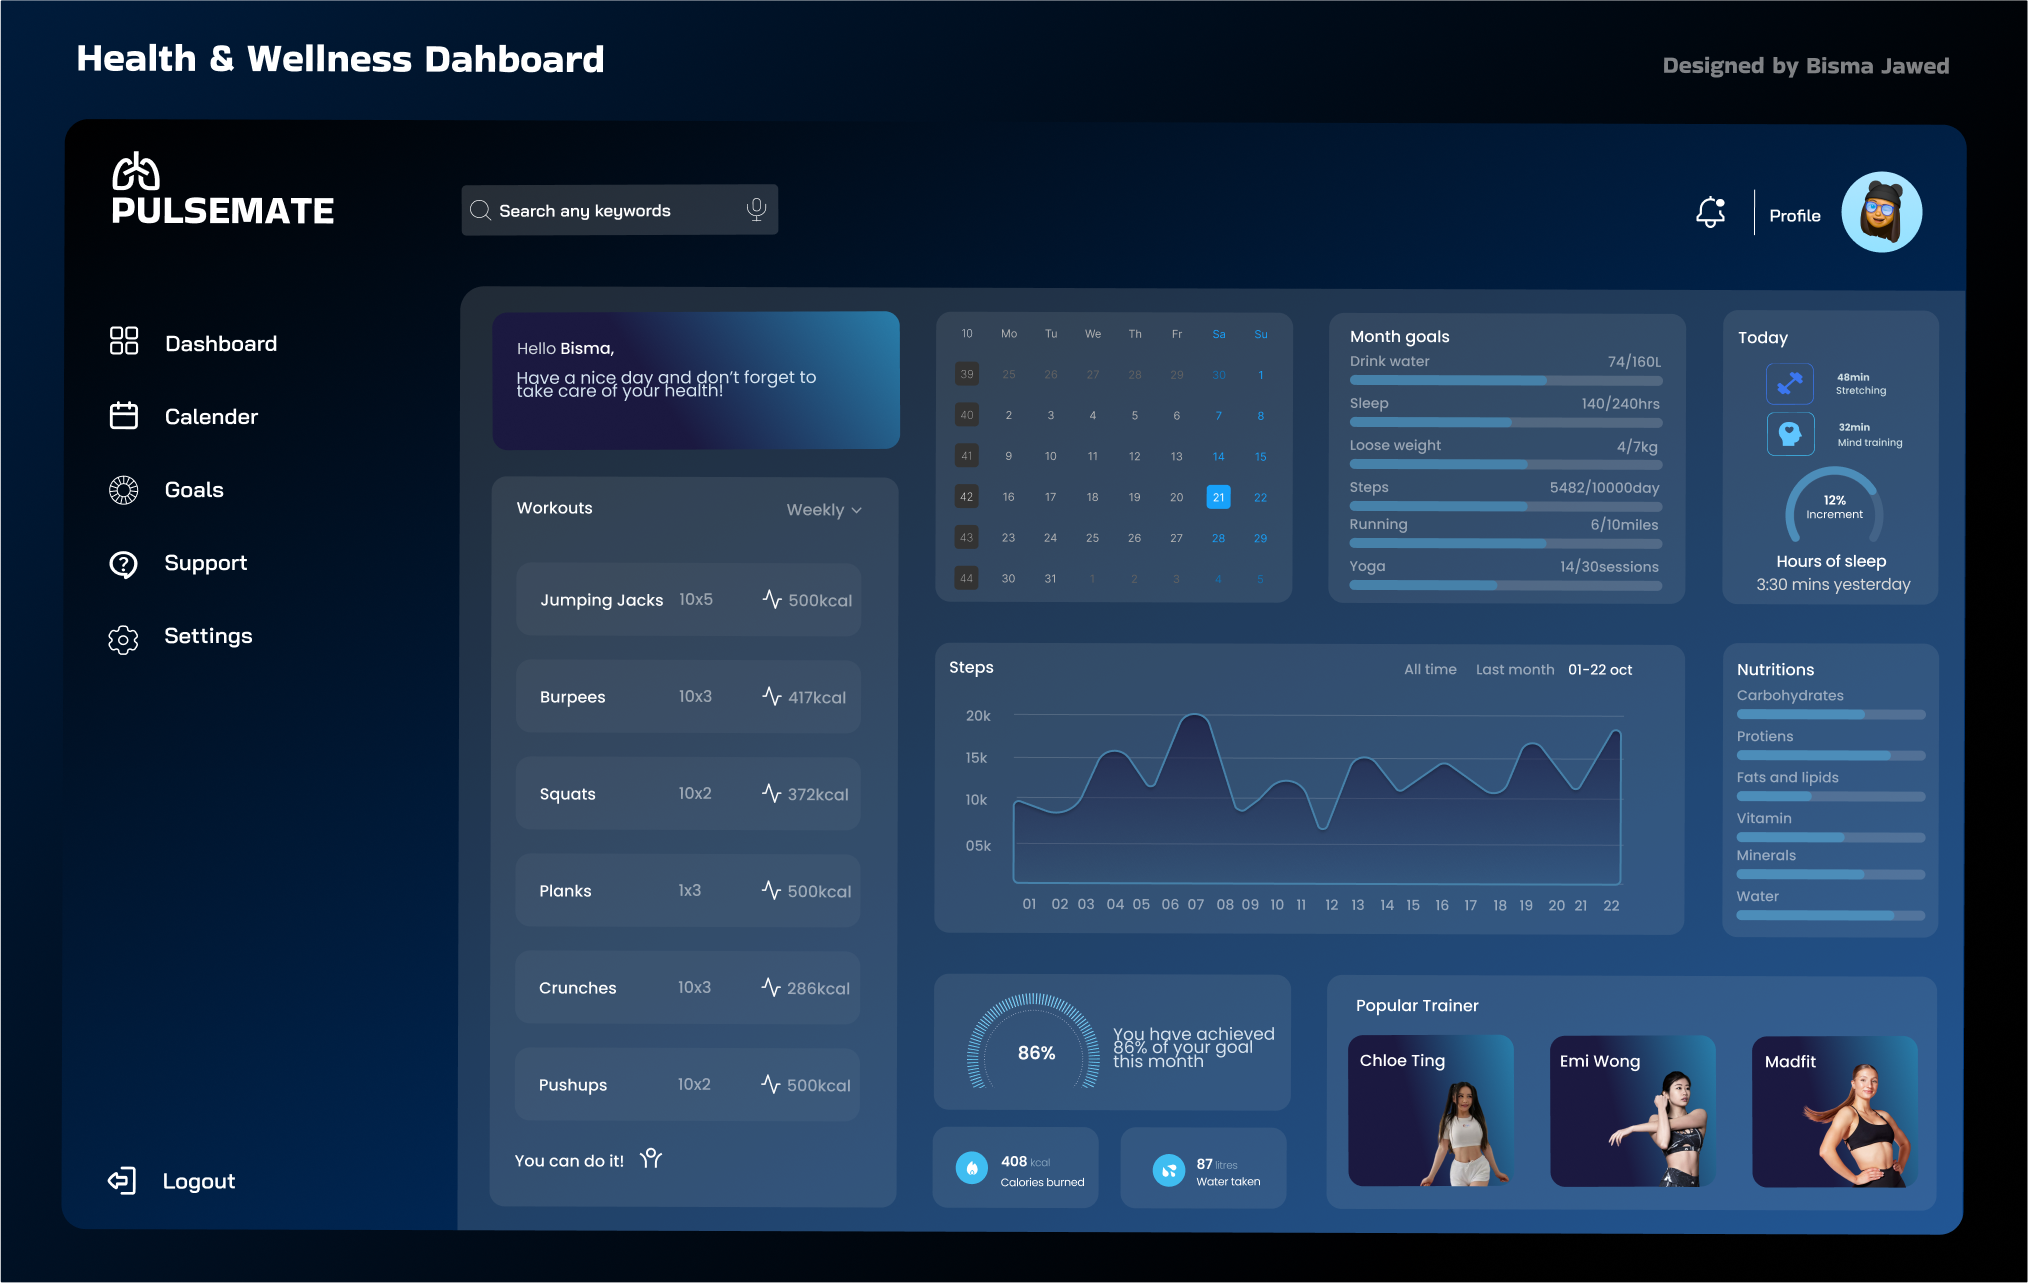 Health & Wellness Dahboard
Designed by Bisma Jawed
PULSEMATE
Search any keywords
Profile
Dashboard
Calender
Goals
Support
Settings
Logout
Hello Bisma,
Have a nice day and don't forget to
take care of your health!
Workouts
Weekly
Jumping Jacks 10x5 500kcal
Burpees 10x3 417kcal
Squats 10x2 372kcal
Planks 1x3 500kcal
Crunches 10x3 286kcal
Pushups 10x2 500kcal
You can do it!
10 Mo Tu We Th Fr Sa Su
39 25 26 27 28 29 30 1
40 2 3 4 5 6 7 8
41 9 10 11 12 13 14 15
42 16 17 18 19 20 21 22
43 23 24 25 26 27 28 29
44 30 31 1 2 3 4 5
Month goals
Drink water 74/160L
Sleep 140/240hrs
Loose weight 4/7kg
Steps 5482/10000day
Running 6/10miles
Yoga 14/30sessions
Today
48min
Stretching
32min
Mind training
12%
Increment
Hours of sleep
3:30 mins yesterday
Steps
All time Last month 01-22 oct
20k
15k
10k
05k
01 02 03 04 05 06 07 08 09 10 11 12 13 14 15 16 17 18 19 20 21 22
Nutritions
Carbohydrates
Protiens
Fats and lipids
Vitamin
Minerals
Water
86%
You have achieved
86% of your goal
this month
408 kcal
Calories burned
87 litres
Water taken
Popular Trainer
Chloe Ting
Emi Wong
Madfit